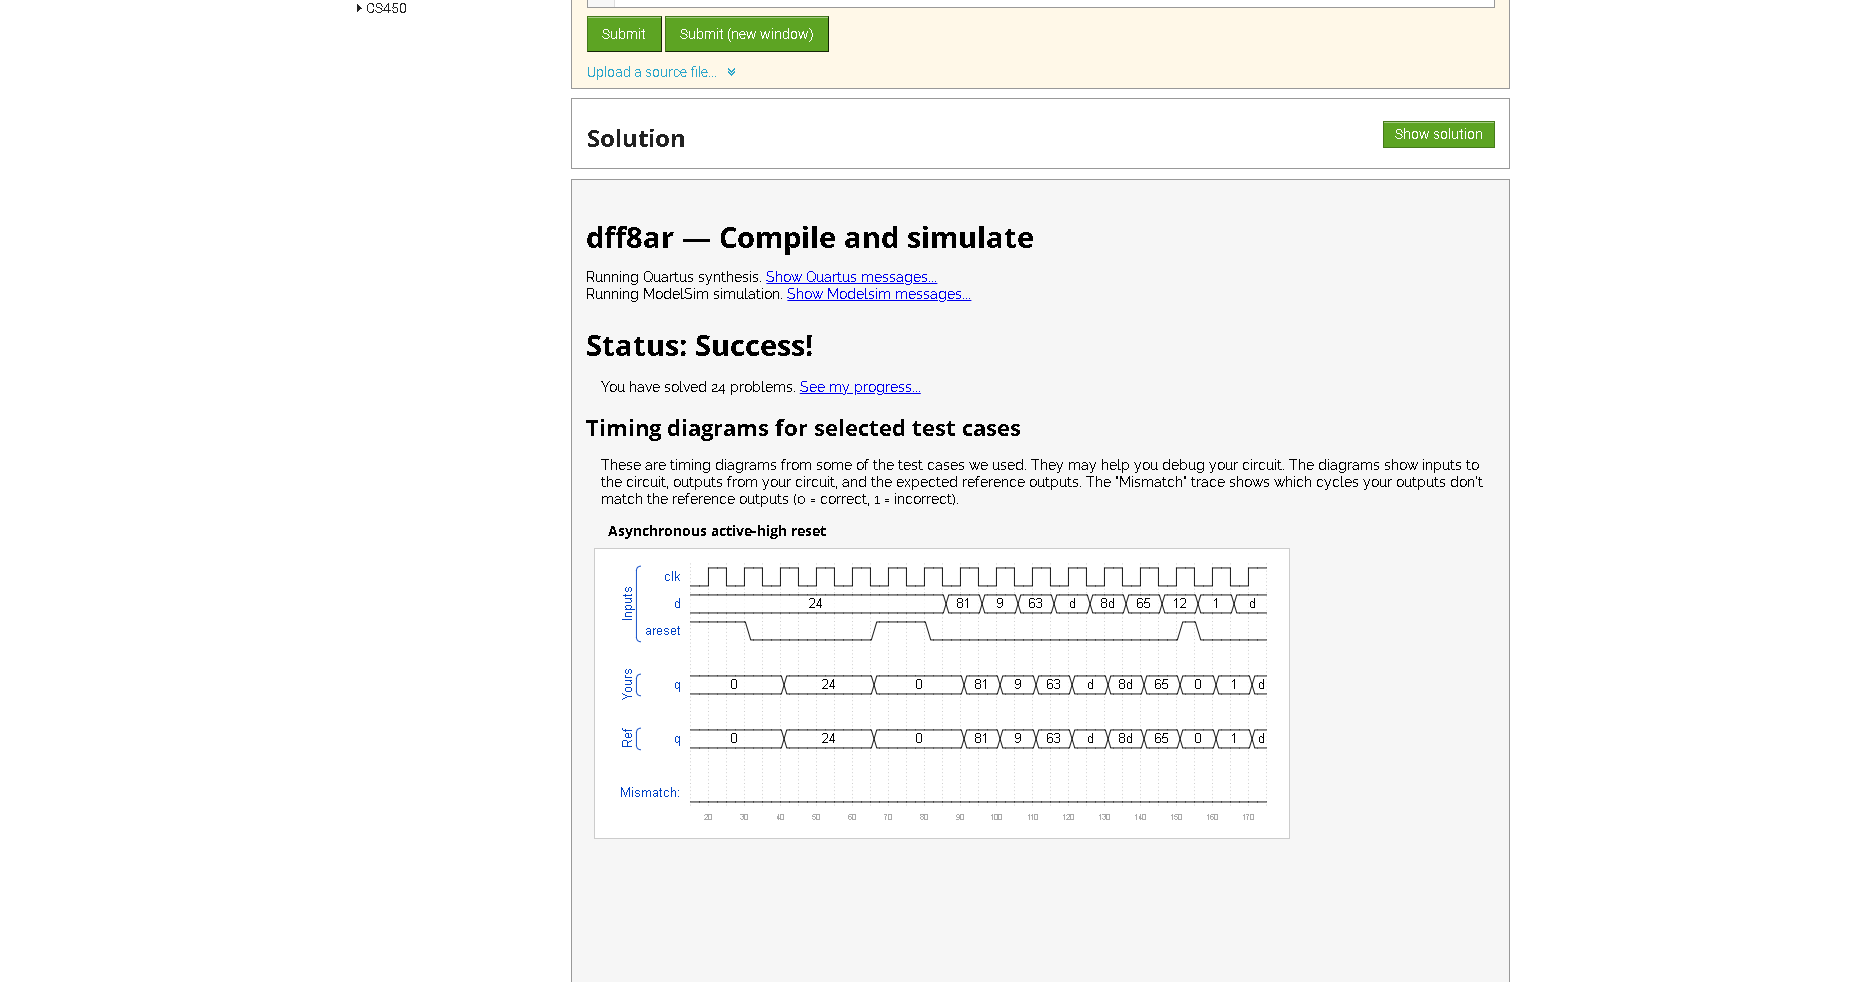 CS450
Submit Submit (new window)
Upload a source file...
Solution
Show solution
dff8ar — Compile and simulate
Running Quartus synthesis. Show Quartus messages...
Running ModelSim simulation. Show Modelsim messages...
Status: Success!
You have solved 24 problems. See my progress...
Timing diagrams for selected test cases
These are timing diagrams from some of the test cases we used. They may help you debug your circuit. The diagrams show inputs to
the circuit, outputs from your circuit, and the expected reference outputs. The "Mismatch" trace shows which cycles your outputs don't
match the reference outputs (0 = correct, 1 = incorrect).
Asynchronous active-high reset
Inputs
clk
d 24 81 9 63 d 8d 65 12 1 d
areset
Yours
q 0 24 0 81 9 63 d 8d 65 0 1 d
Ref
q 0 24 0 81 9 63 d 8d 65 0 1 d
Mismatch:
20 30 40 50 60 70 80 90 100 110 120 130 140 150 160 170